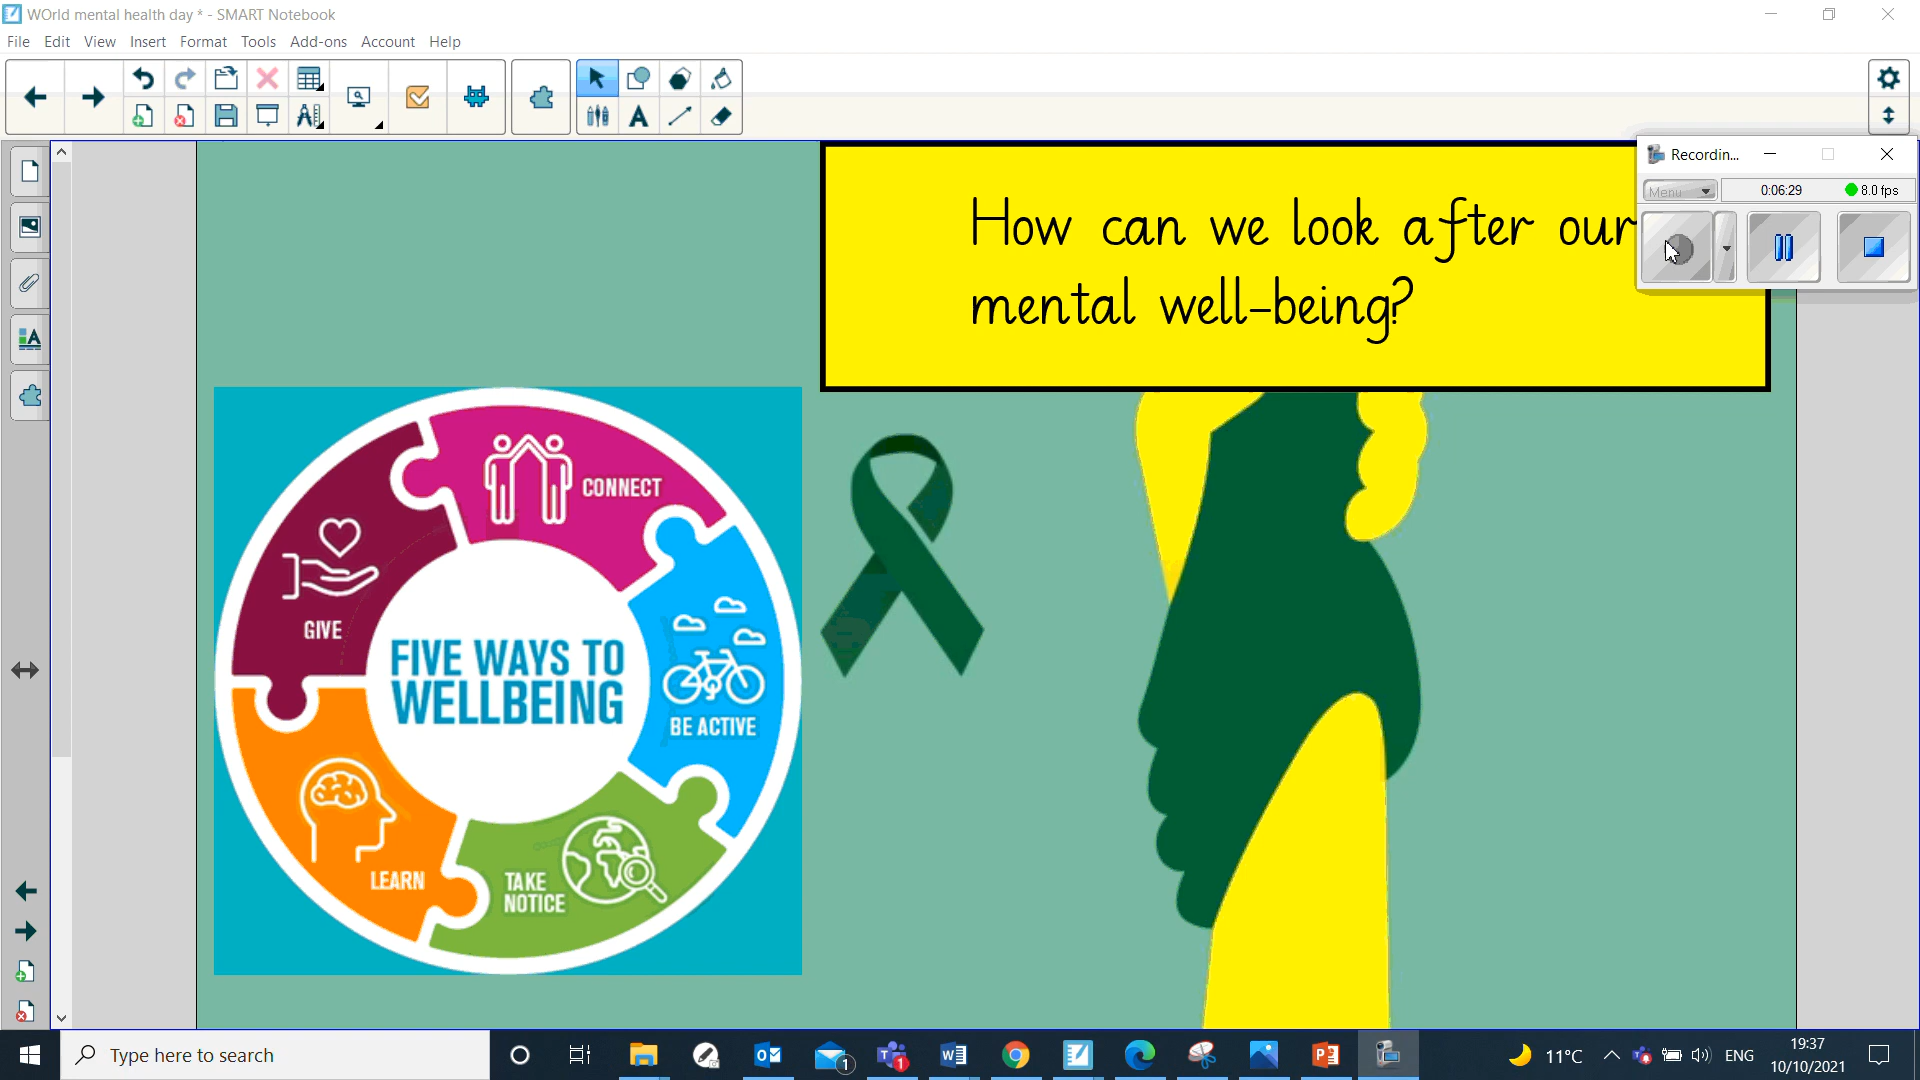 WOrld mental health day * - SMART Notebook
File Edit View Insert Format Tools Add-ons Account Help
Recordin...
Menu 0:06:29 8.0 fps
How can we look after our
mental well-being?
CONNECT
GIVE
FIVE WAYS TO
WELLBEING
BE ACTIVE
LEARN
TAKE
NOTICE
Type here to search
1
1
11°C
ENG
19:37
10/10/2021